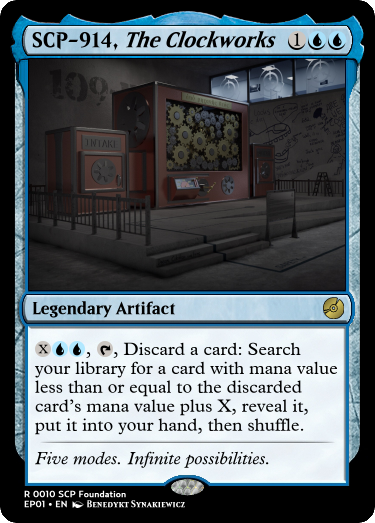 SCP-914, The Clockworks 1
INTAKE
Legendary Artifact
X, Discard a card: Search
your library for a card with mana value
less than or equal to the discarded
card's mana value plus X, reveal it,
put it into your hand, then shuffle.
Five modes. Infinite possibilities.
R 0010 SCP Foundation
EP01 • EN Benedykt Synakiewicz